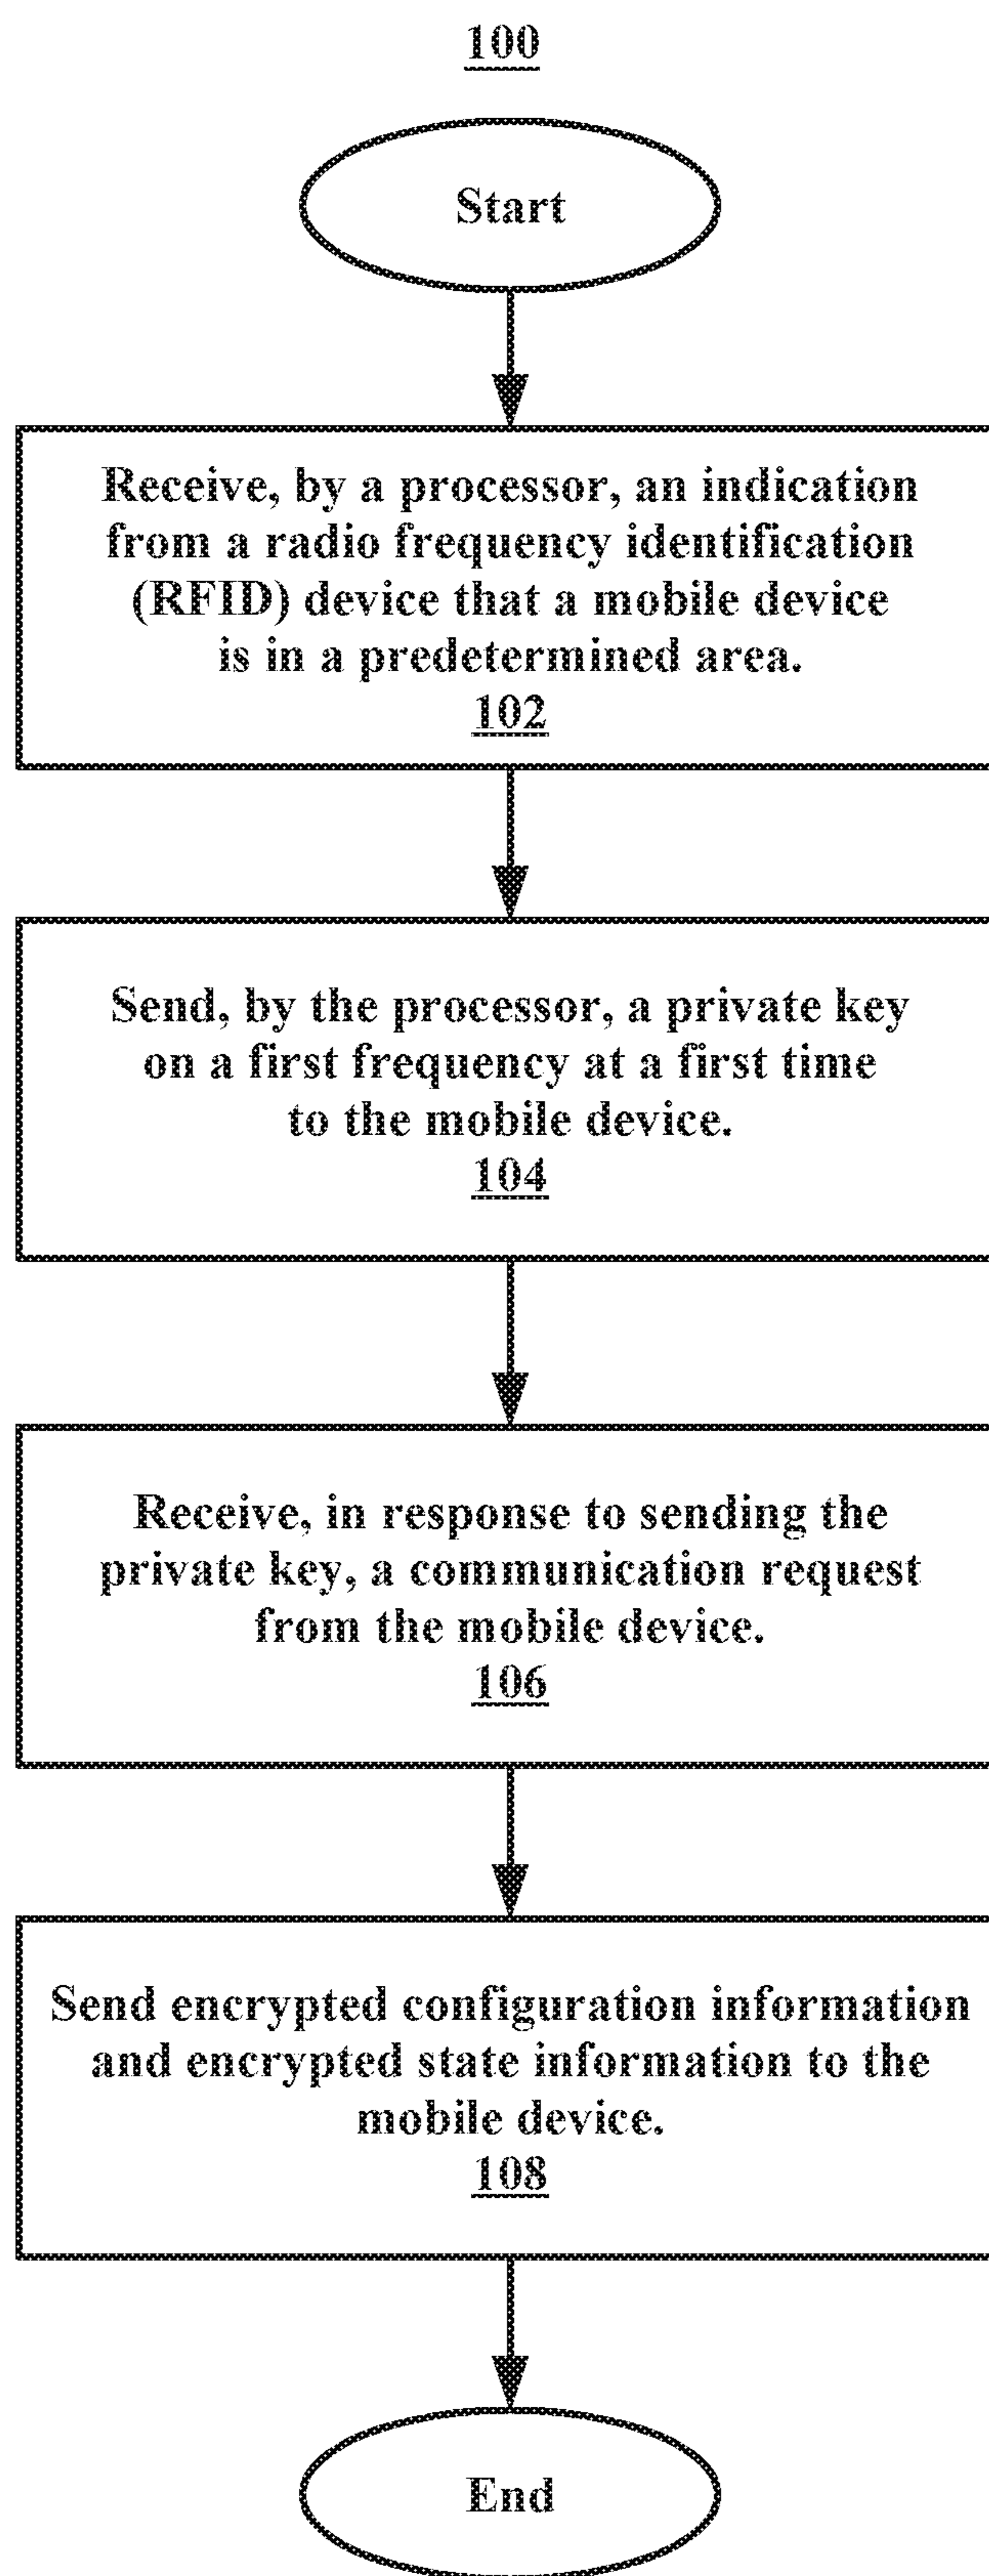 100
Start
Receive, by a processor, an indication
from a radio frequency identification
(RFID) device that a mobile device
is in a predetermined area.
102
Send, by the processor, a private key
on a first frequency at a first time
to the mobile device.
104
Receive, in response to sending the
private key, a communication request
from the mobile device.
106
Send encrypted configuration information
and encrypted state information to the
mobile device.
108
End